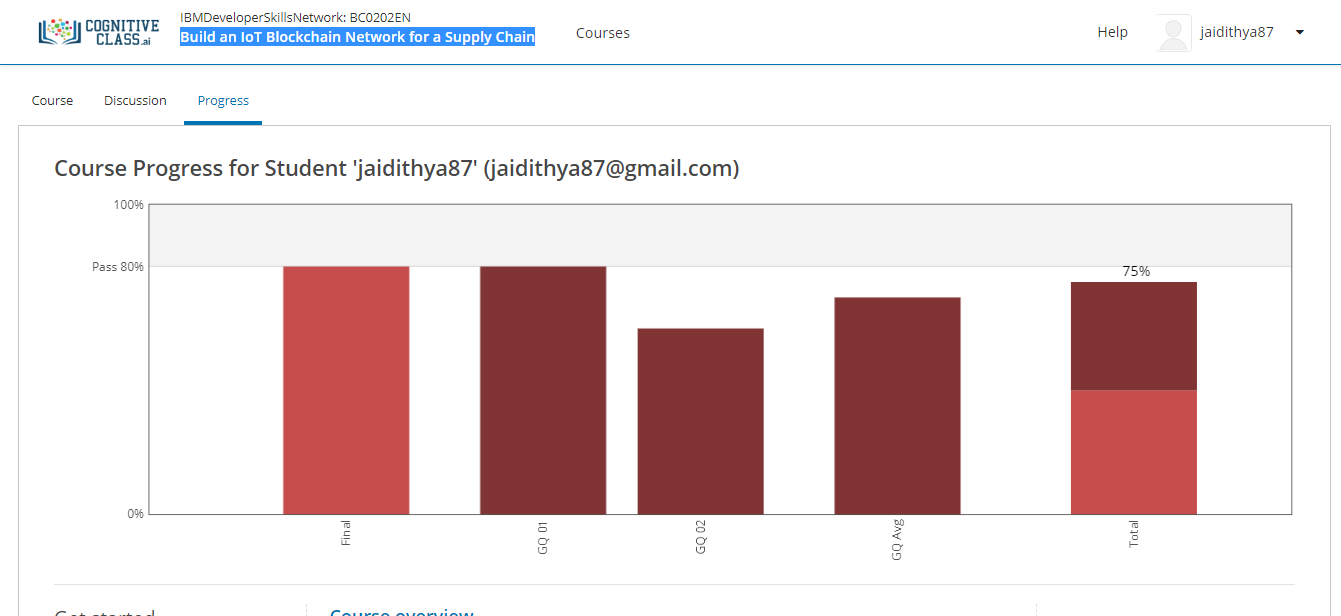 COGNITIVE
CLASS.ai
IBMDeveloperSkillsNetwork: BC0202EN
Build an IoT Blockchain Network for a Supply Chain
Courses
Help
jaidithya87
Course
Discussion
Progress
Course Progress for Student 'jaidithya87' (jaidithya87@gmail.com)
100%
Pass 80%
75%
0%
Final
GQ 01
GQ 02
GQ Avg
Total
Get started
Course overview